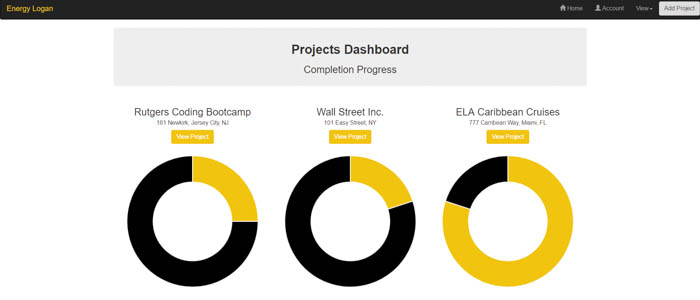 Energy Logan
Home Account View Add Project
Projects Dashboard
Completion Progress
Rutgers Coding Bootcamp
161 Newkirk, Jersey City, NJ
View Project
Wall Street Inc.
101 Easy Street, NY
View Project
ELA Caribbean Cruises
777 Carribean Way, Miami, FL
View Project